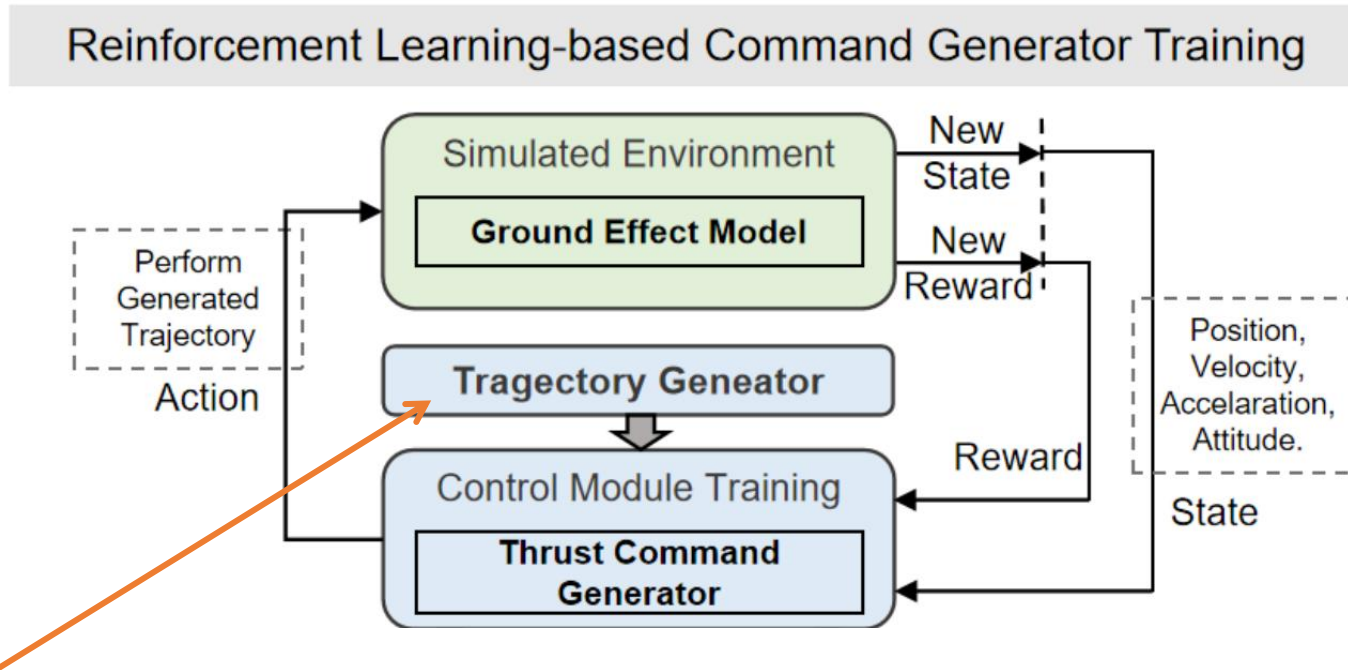 Reinforcement Learning-based Command Generator Training
Simulated Environment
Ground Effect Model
New
State
New
Reward
Perform
Generated
Trajectory
Action
Tragectory Geneator
Position,
Velocity,
Accelaration,
Attitude.
Control Module Training
Thrust Command
Generator
Reward
State